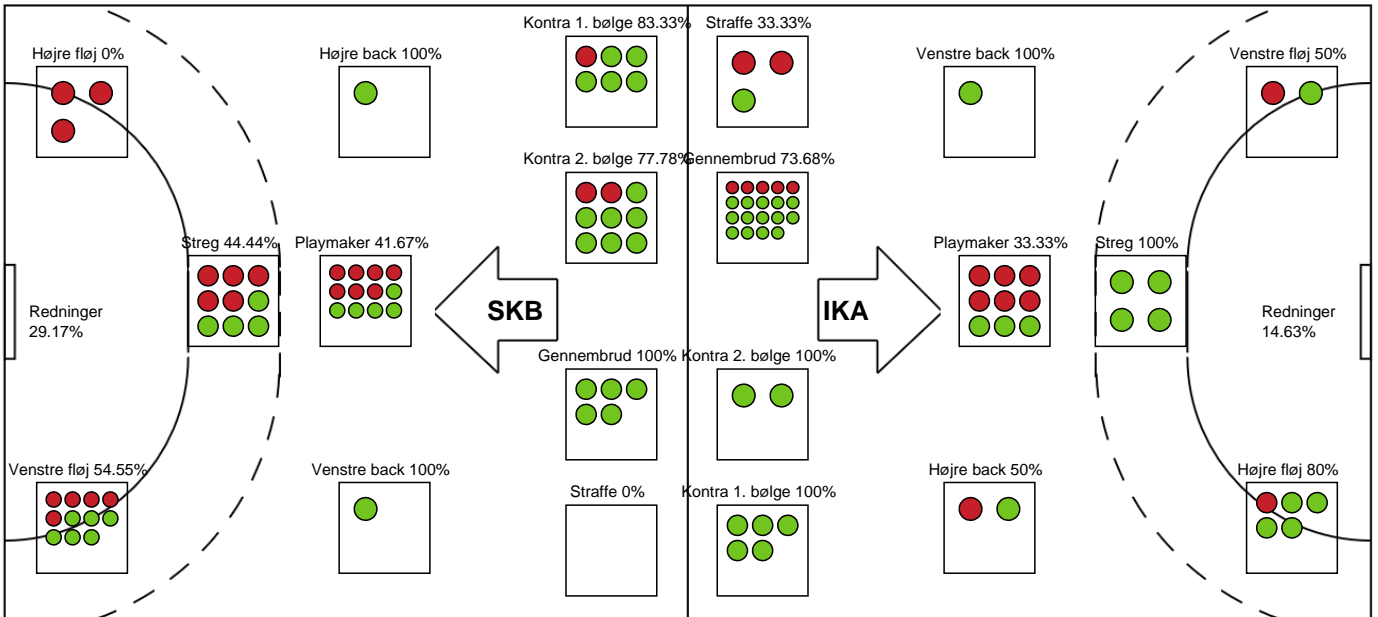 Kontra 1. bølge 83.33%
Straffe 33.33%
Højre fløj 0%
Højre back 100%
Venstre back 100%
Venstre fløj 50%
Kontra 2. bølge 77.78%
Gennembrud 73.68%
Streg 44.44%
Playmaker 41.67%
Playmaker 33.33%
Streg 100%
Redninger
29.17%
SKB
IKA
Redninger
14.63%
Gennembrud 100%
Kontra 2. bølge 100%
Venstre fløj 54.55%
Venstre back 100%
Straffe 0%
Kontra 1. bølge 100%
Højre back 50%
Højre fløj 80%